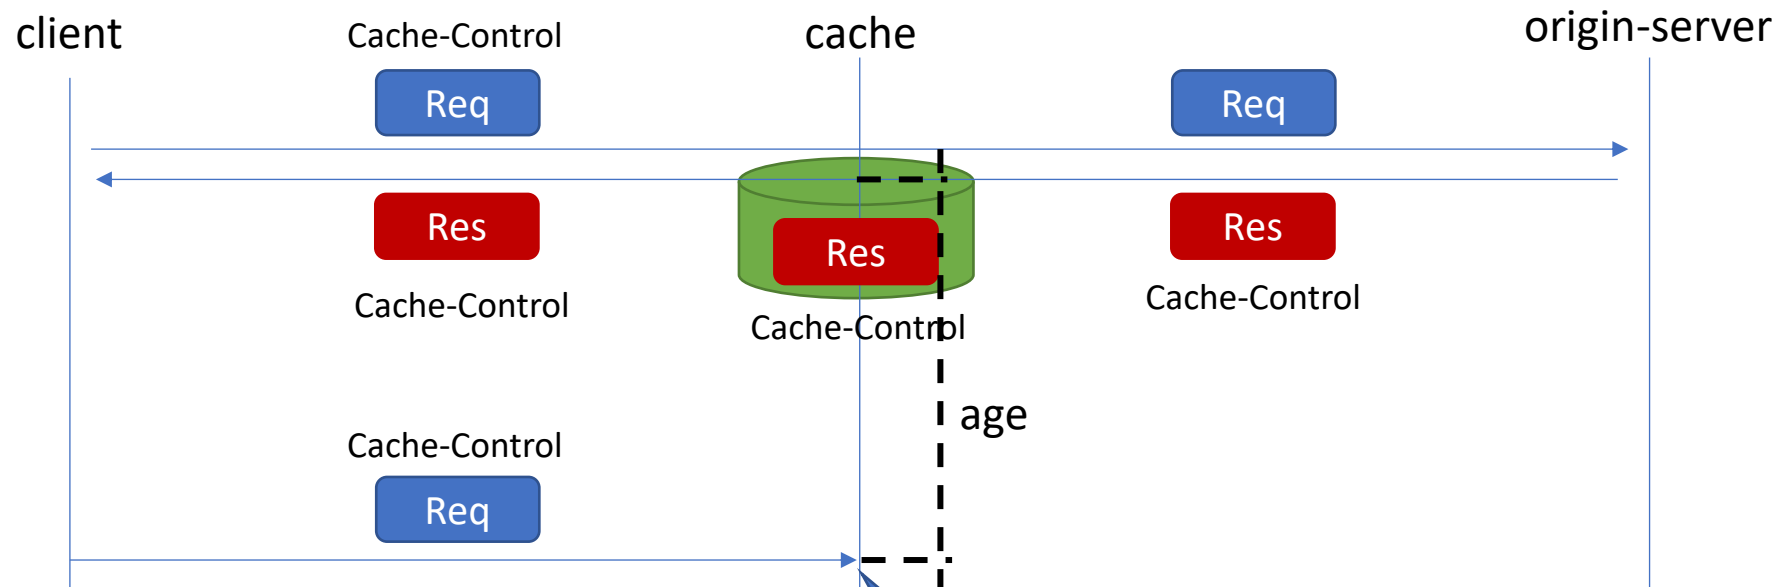 client
Cache-Control
cache
origin-server
Req
Req
Res
Res
Res
Cache-Control
Cache-Control
Cache-Control
age
Cache-Control
Req